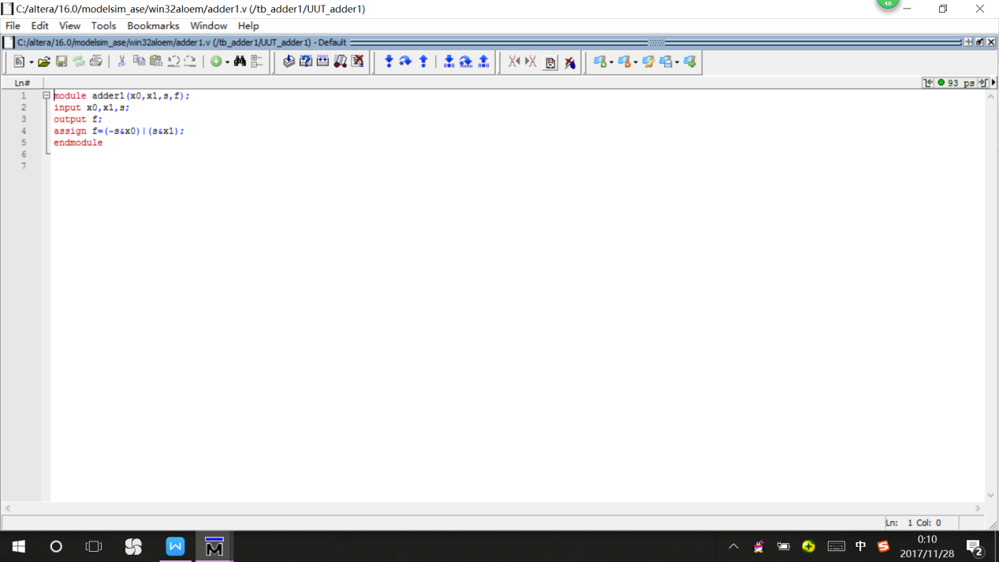 C:/altera/16.0/modelsim_ase/win32aloem/adder1.v (/tb_adder1/UUT_adder1)
48
File Edit View Tools Bookmarks Window Help
C:/altera/16.0/modelsim_ase/win32aloem/adder1.v (/tb_adder1/UUT_adder1) - Default
Ln#
93 ps
1 module adder1(x0,x1,s,f);
2 input x0,x1,s;
3 output f;
4 assign f=(~s&x0)|(s&x1);
5 endmodule
6
7
Ln: 1 Col: 0
中
0:10
2017/11/28
2